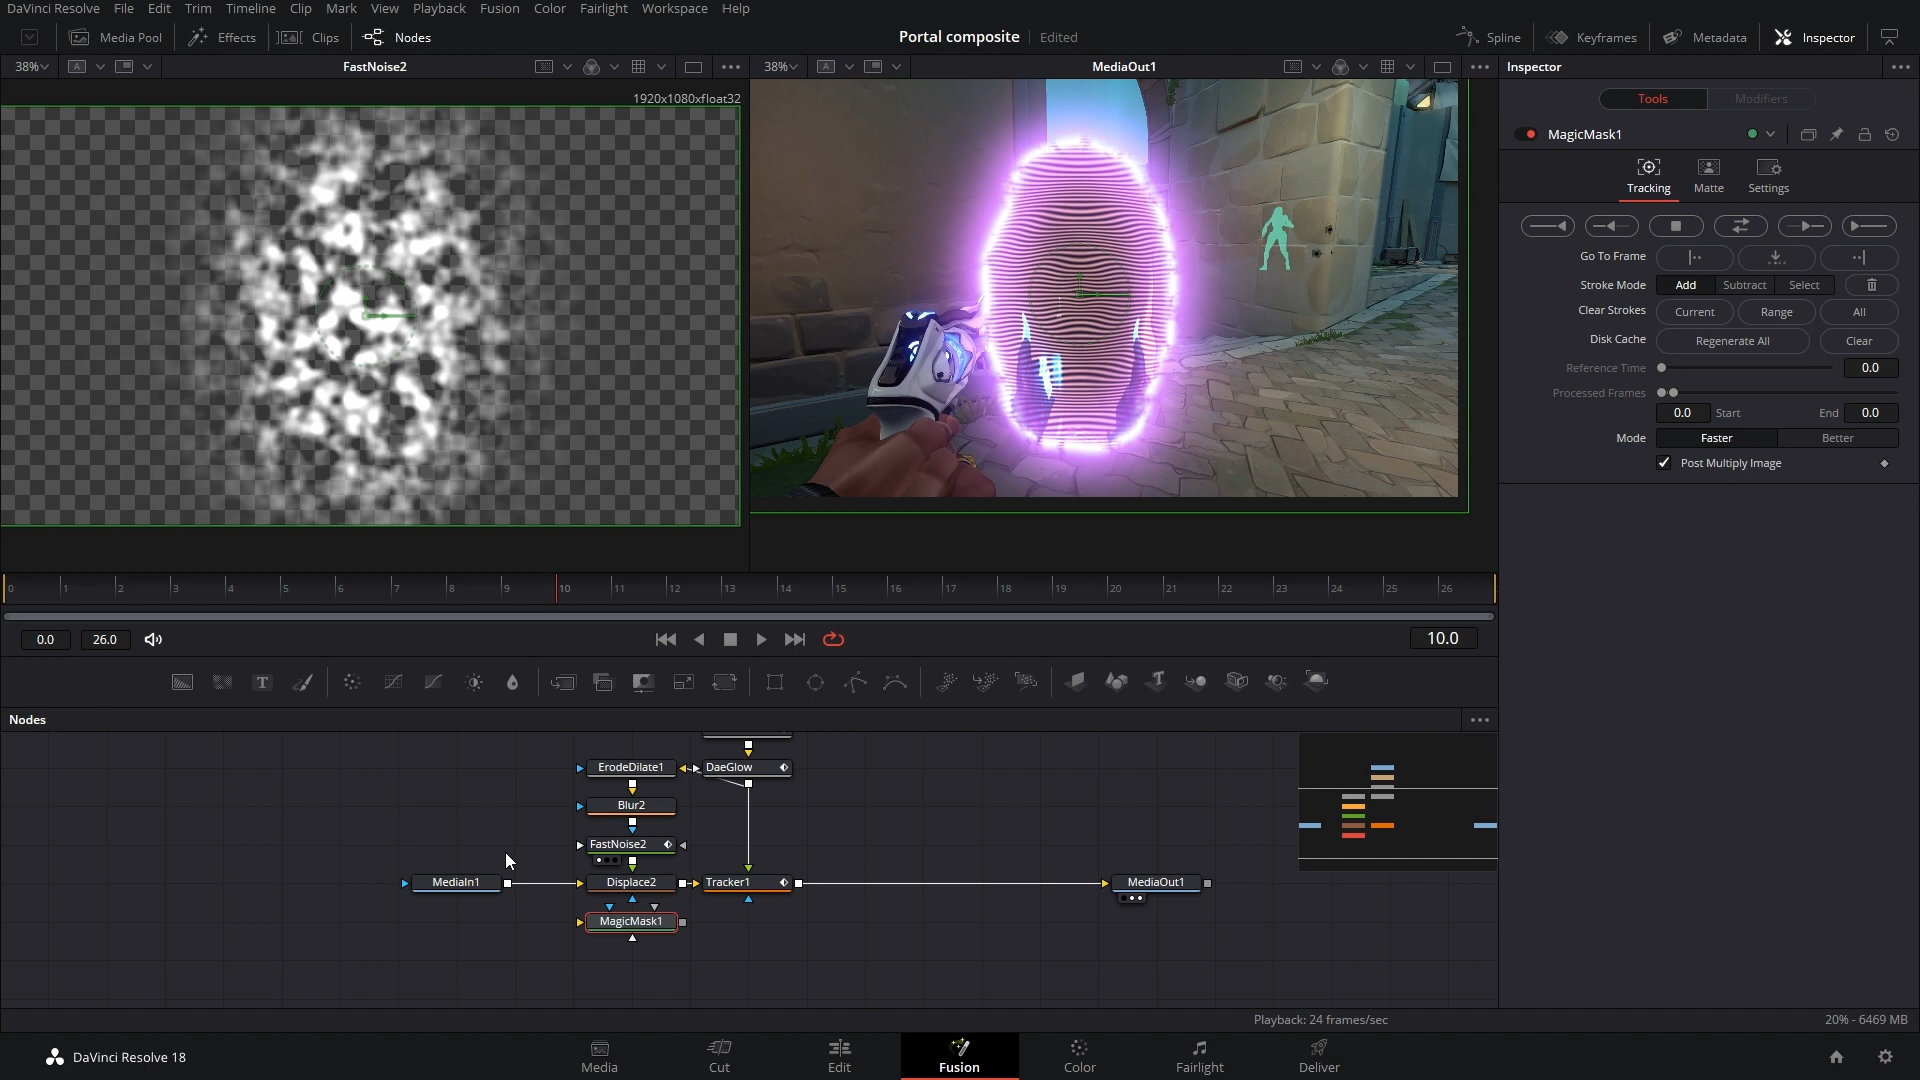 DaVinci Resolve File Edit Trim Timeline Clip Mark View Playback Fusion Color Fairlight Workspace Help
Media Pool Effects Clips Nodes Portal composite Edited Spline Keyframes Metadata Inspector
38% A FastNoise2 38% A MediaOut1 Inspector
1920x1080xfloat32
Tools Modifiers
MagicMask1
Tracking Matte Settings
Go To Frame
Stroke Mode Add Subtract Select
Clear Strokes Current Range All
Disk Cache Regenerate All Clear
Reference Time 0.0
Processed Frames
0.0 Start End 0.0
Mode Faster Better
Post Multiply Image
0 1 2 3 4 5 6 7 8 9 10 11 12 13 14 15 16 17 18 19 20 21 22 23 24 25 26
0.0 26.0 10.0
T T
Nodes
ErodeDilate1 DaeGlow
Blur2
FastNoise2
MediaIn1 Displace2 Tracker1 MediaOut1
MagicMask1
Playback: 24 frames/sec 20% - 6469 MB
DaVinci Resolve 18 Media Cut Edit Fusion Color Fairlight Deliver